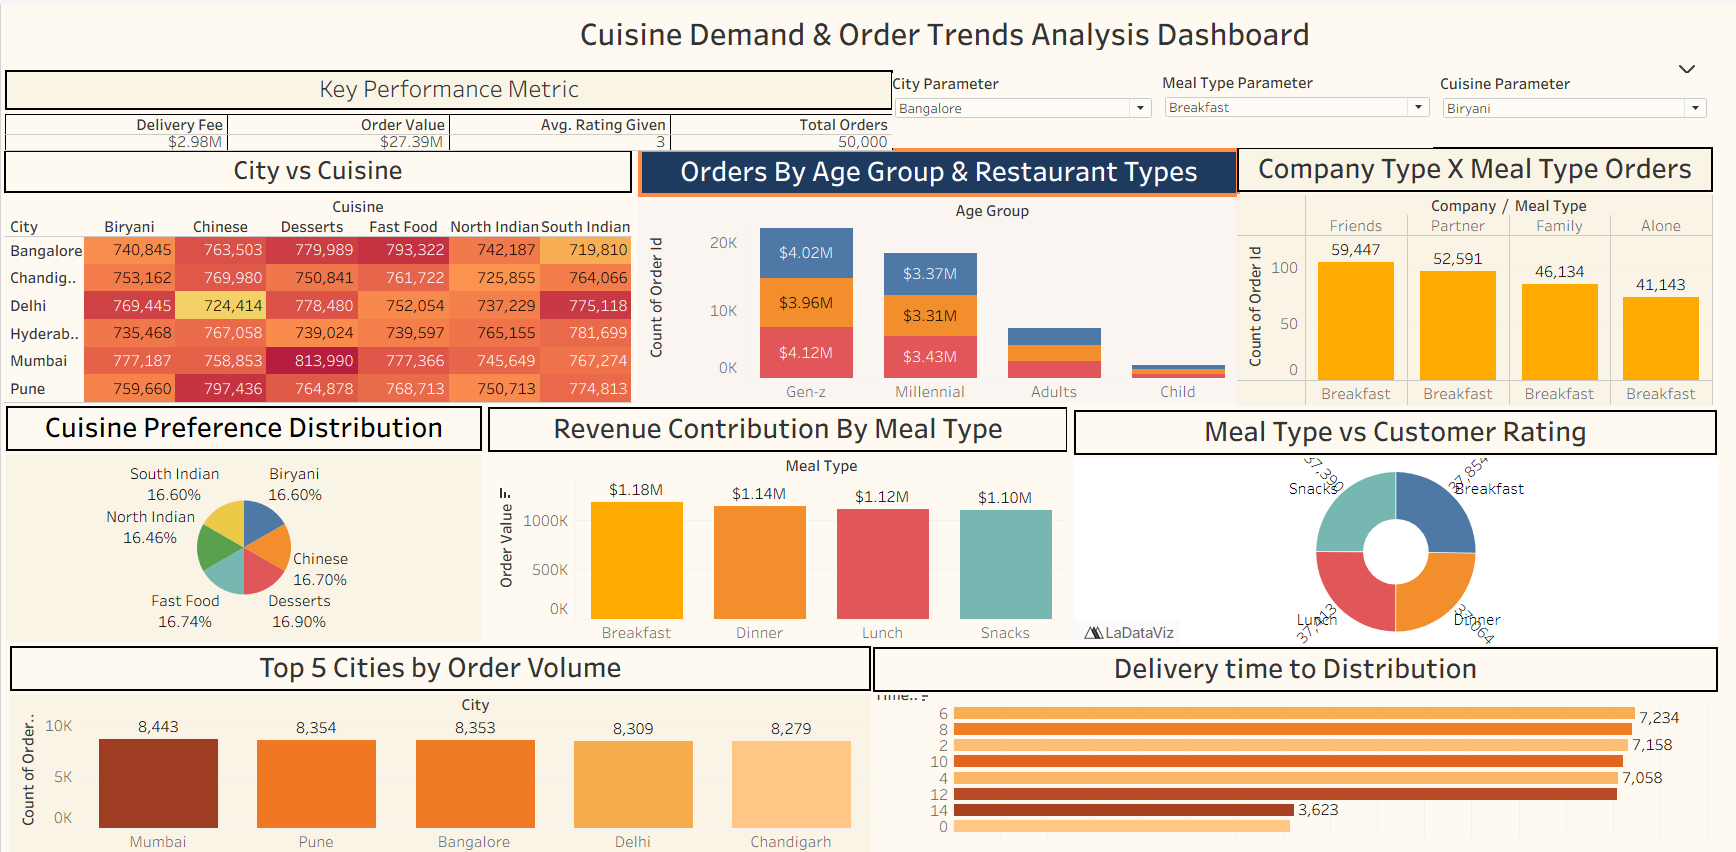 Cuisine Demand & Order Trends Analysis Dashboard
Key Performance Metric
City Parameter
Meal Type Parameter
Cuisine Parameter
Bangalore
Breakfast
Biryani
Delivery Fee
Order Value
Avg. Rating Given
Total Orders
$2.98M
$27.39M
3
50,000
City vs Cuisine
Cuisine
City Biryani Chinese Desserts Fast Food North Indian South Indian
Bangalore 740,845 763,503 779,989 793,322 742,187 719,810
Chandig.. 753,162 769,980 750,841 761,722 725,855 764,066
Delhi 769,445 724,414 778,480 752,054 737,229 775,118
Hyderab.. 735,468 767,058 739,024 739,597 765,155 781,699
Mumbai 777,187 758,853 813,990 777,366 745,649 767,274
Pune 759,660 797,436 764,878 768,713 750,713 774,813
Orders By Age Group & Restaurant Types
Age Group
Count of Order Id
20K
10K
0K
$4.02M
$3.96M
$4.12M
$3.37M
$3.31M
$3.43M
Gen-z
Millennial
Adults
Child
Company Type X Meal Type Orders
Company / Meal Type
Friends
Partner
Family
Alone
Count of Order Id
100
50
0
59,447
52,591
46,134
41,143
Breakfast
Breakfast
Breakfast
Breakfast
Cuisine Preference Distribution
South Indian
16.60%
Biryani
16.60%
North Indian
16.46%
Chinese
16.70%
Fast Food
16.74%
Desserts
16.90%
Revenue Contribution By Meal Type
Meal Type
Order Value
1000K
500K
0K
$1.18M
$1.14M
$1.12M
$1.10M
Breakfast
Dinner
Lunch
Snacks
Meal Type vs Customer Rating
37,390
Snacks
37,854
Breakfast
Lunch
37,413
Dinner
37,064
LaDataViz
Top 5 Cities by Order Volume
City
Count of Order..
10K
5K
0K
8,443
8,354
8,353
8,309
8,279
Mumbai
Pune
Bangalore
Delhi
Chandigarh
Delivery time to Distribution
6 7,234
8
2 7,158
10
4 7,058
12
14 3,623
0